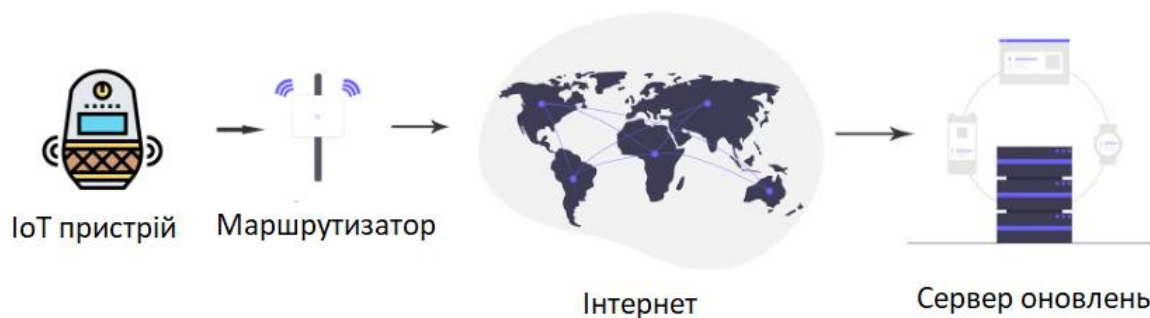 IoT пристрій
Маршрутизатор
Інтернет
Сервер оновлень